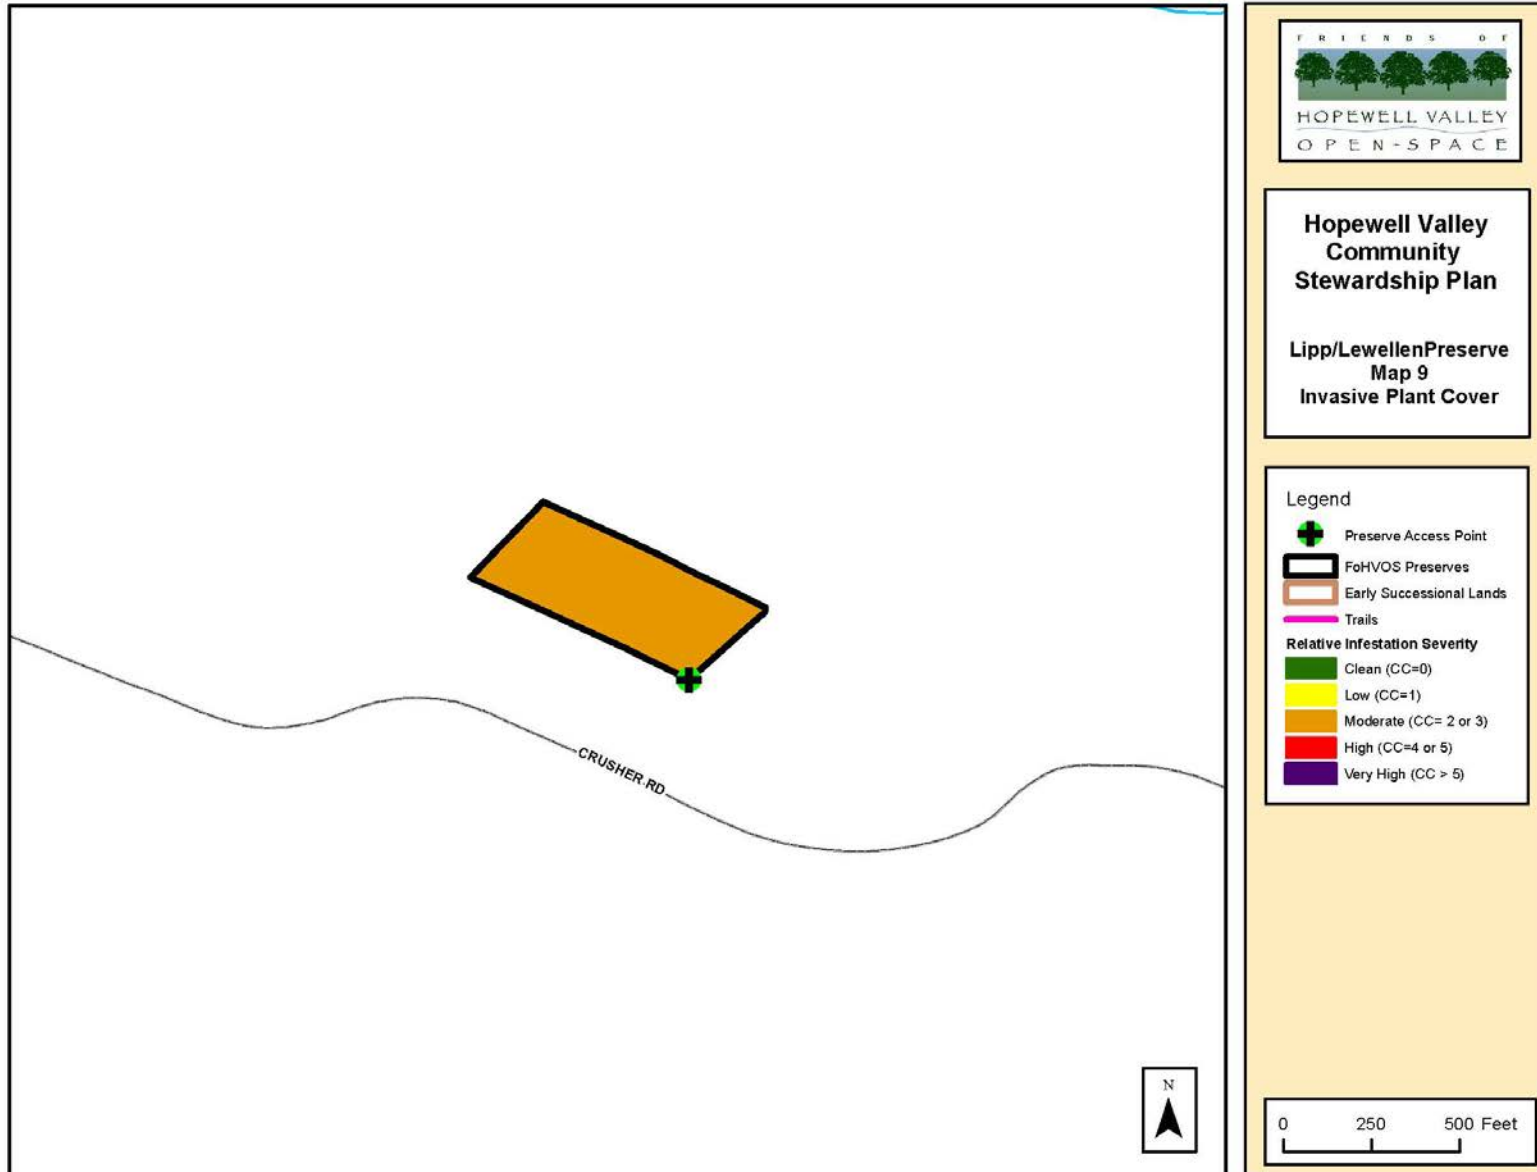 CRUSHER RD
N
FRIENDS OF
HOPEWELL VALLEY
OPEN-SPACE
Hopewell Valley
Community
Stewardship Plan
Lipp/LewellenPreserve
Map 9
Invasive Plant Cover
Legend
Preserve Access Point
FoHVOS Preserves
Early Successional Lands
Trails
Relative Infestation Severity
Clean (CC=0)
Low (CC=1)
Moderate (CC= 2 or 3)
High (CC=4 or 5)
Very High (CC > 5)
0 250 500 Feet